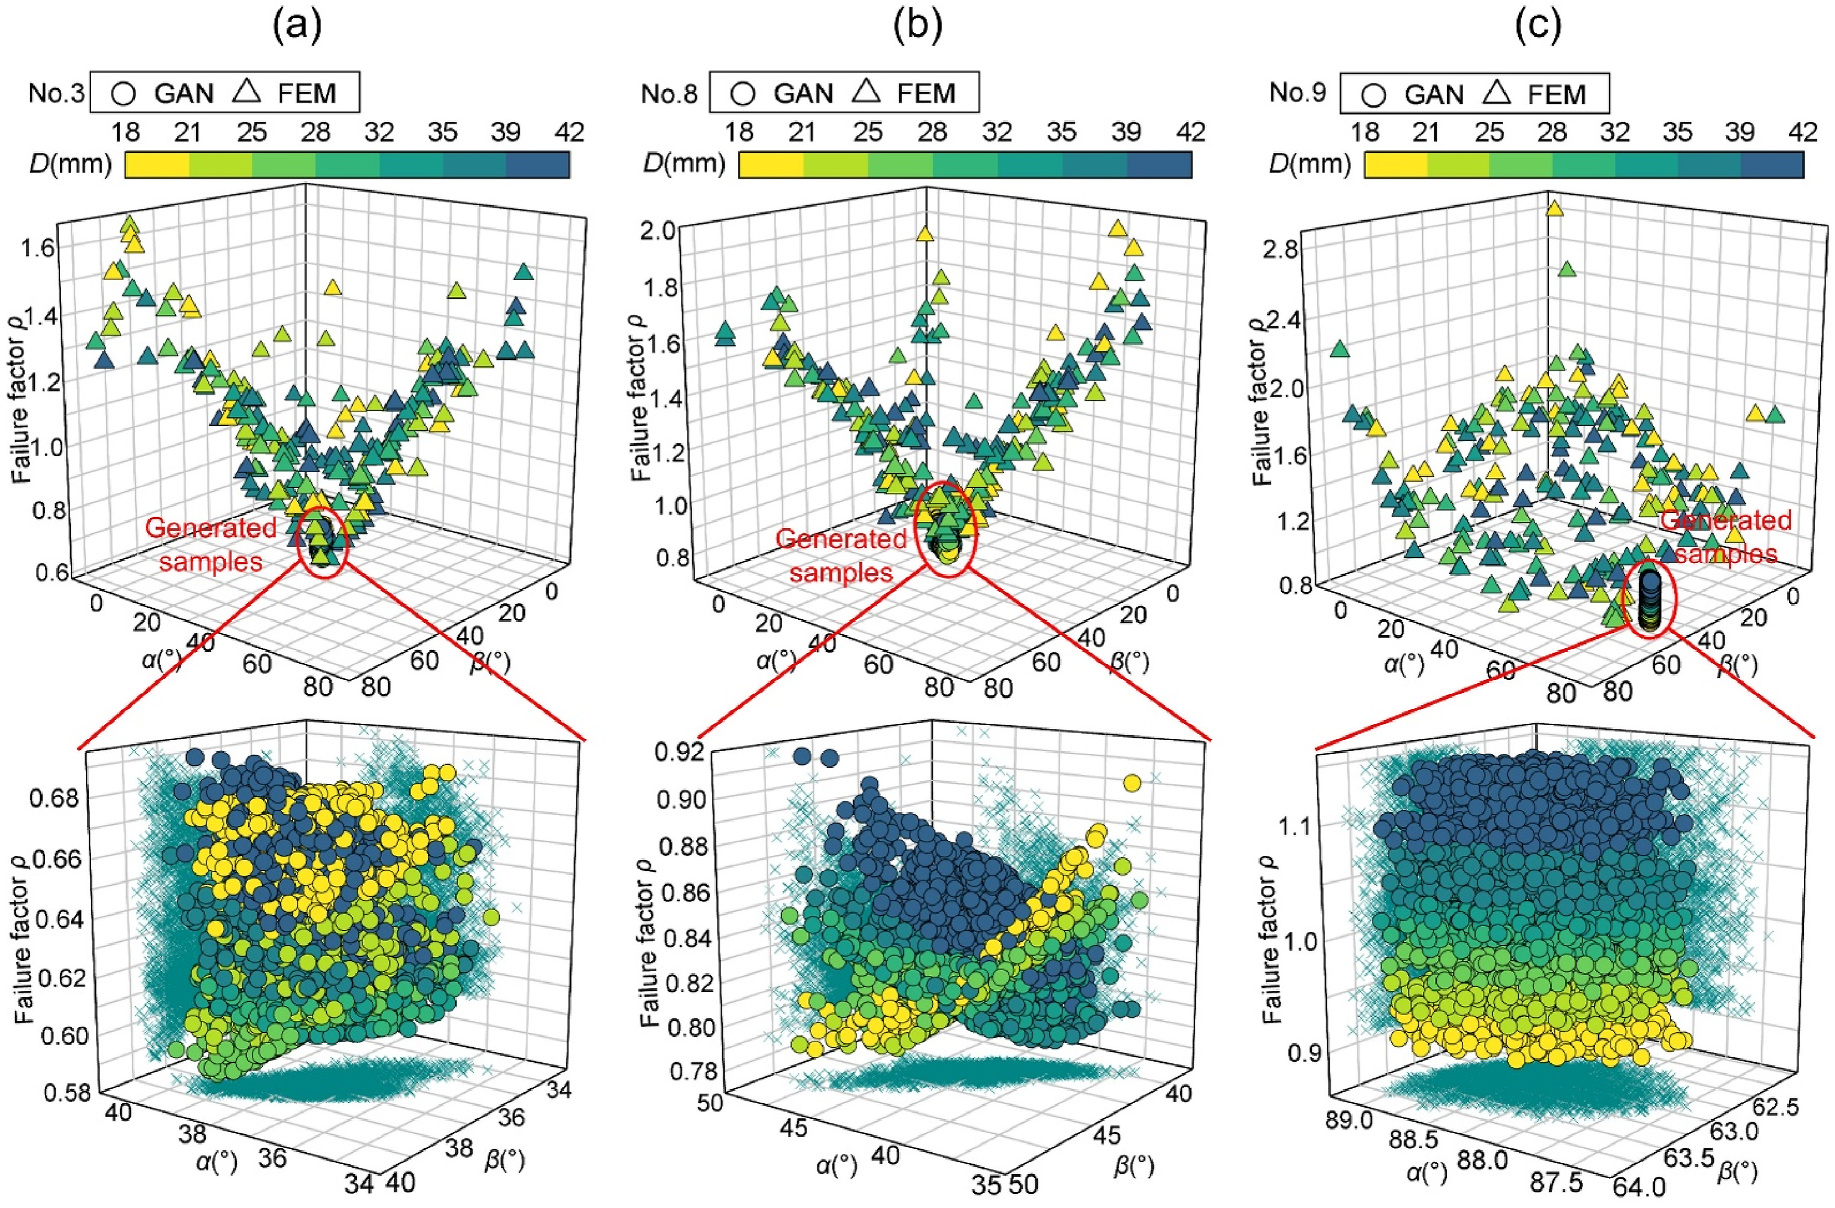 (a) (b) (c)
No.3 GAN FEM
18 21 25 28 32 35 39 42
D(mm)
Failure factor ρ
1.6
1.4
1.2
1.0
0.8
0.6
Generated
samples
0 20 40 60 80
α(°)
80 60 40 20 0
β(°)
Failure factor ρ
0.68
0.66
0.64
0.62
0.60
0.58
40 38 36 34
α(°)
40 38 36 34
β(°)
No.8 GAN FEM
18 21 25 28 32 35 39 42
D(mm)
Failure factor ρ
2.0
1.8
1.6
1.4
1.2
1.0
0.8
Generated
samples
0 20 40 60 80
α(°)
80 60 40 20 0
β(°)
Failure factor ρ
0.92
0.90
0.88
0.86
0.84
0.82
0.80
0.78
50 45 40 35
α(°)
50 45 40
β(°)
No.9 GAN FEM
18 21 25 28 32 35 39 42
D(mm)
Failure factor ρ
2.8
2.4
2.0
1.6
1.2
0.8
Generated
samples
0 20 40 60 80
α(°)
80 60 40 20 0
β(°)
Failure factor ρ
1.1
1.0
0.9
89.0 88.5 88.0 87.5
α(°)
64.0 63.5 63.0 62.5
β(°)